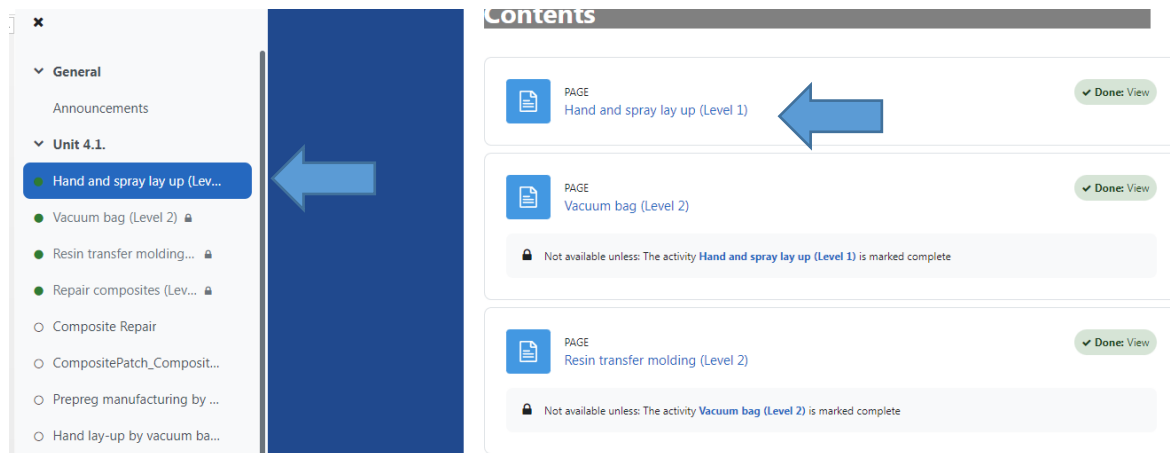 General
Announcements
Unit 4.1.
Hand and spray lay up (Lev...
Vacuum bag (Level 2)
Resin transfer molding...
Repair composites (Lev...
Composite Repair
CompositePatch_Composit...
Prepreg manufacturing by ...
Hand lay-up by vacuum ba...
Contents
PAGE
Hand and spray lay up (Level 1)
Done: View
PAGE
Vacuum bag (Level 2)
Done: View
Not available unless: The activity Hand and spray lay up (Level 1) is marked complete
PAGE
Resin transfer molding (Level 2)
Done: View
Not available unless: The activity Vacuum bag (Level 2) is marked complete